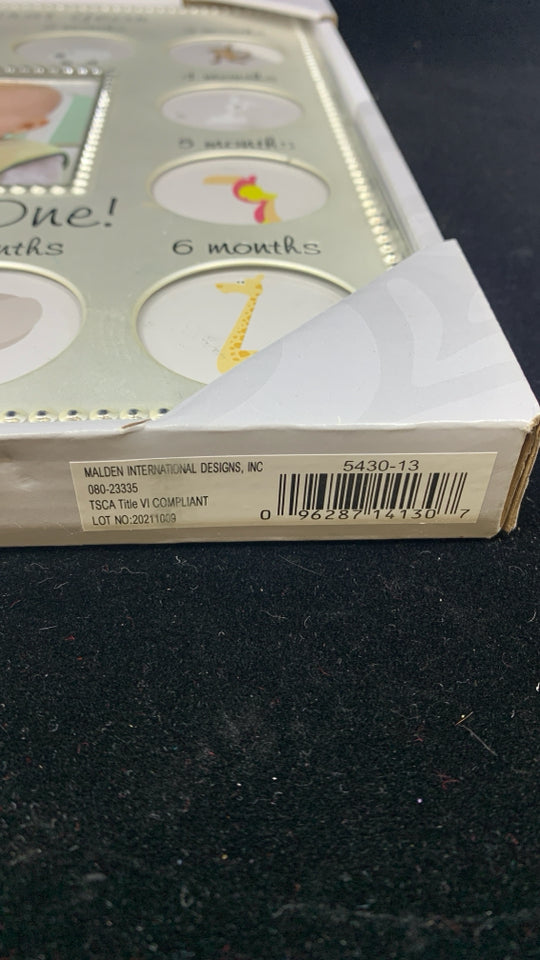 4 months
5 months
One!
6 months
MALDEN INTERNATIONAL DESIGNS, INC
080-23335
TSCA Title VI COMPLIANT
LOT NO:20211009
5430-13
0 96287 14130 7